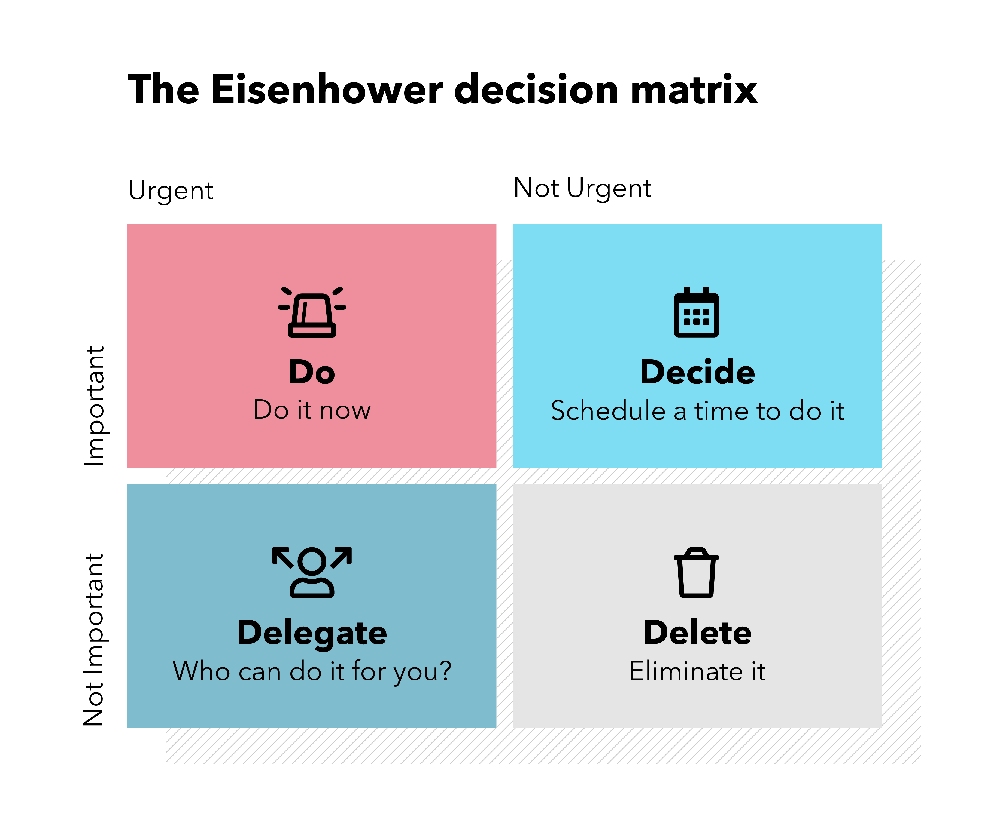 The Eisenhower decision matrix
Urgent
Not Urgent
Important
Do
Do it now
Decide
Schedule a time to do it
Not Important
Delegate
Who can do it for you?
Delete
Eliminate it